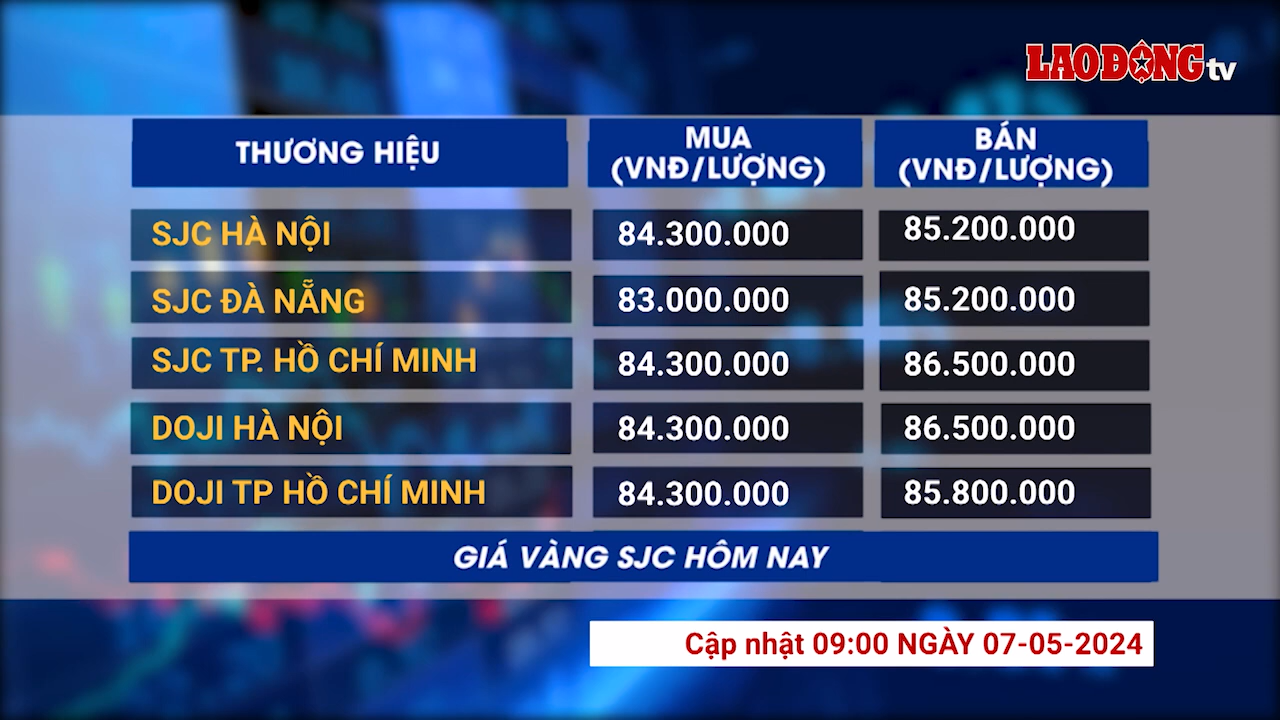 LAO ĐỘNG tv
THƯƠNG HIỆU
MUA
(VNĐ/LƯỢNG)
BÁN
(VNĐ/LƯỢNG)
SJC HÀ NỘI
84.300.000
85.200.000
SJC ĐÀ NẴNG
83.000.000
85.200.000
SJC TP. HỒ CHÍ MINH
84.300.000
86.500.000
DOJI HÀ NỘI
84.300.000
86.500.000
DOJI TP HỒ CHÍ MINH
84.300.000
85.800.000
GIÁ VÀNG SJC HÔM NAY
Cập nhật 09:00 NGÀY 07-05-2024